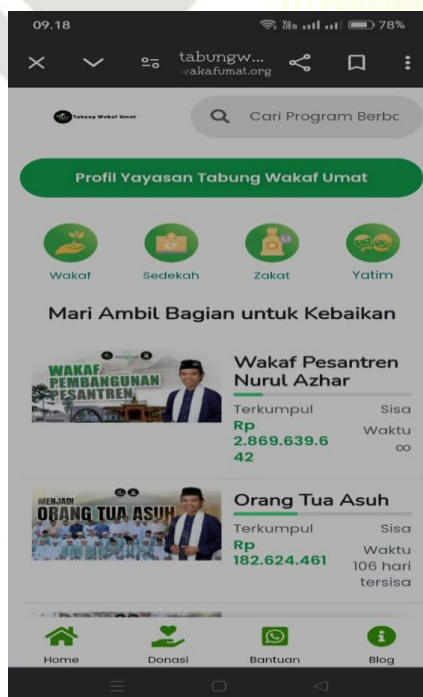 09.18
78%
tabungw...
wakafumat.org
Tabung Wakaf Umat
Cari Program Berbc
Profil Yayasan Tabung Wakaf Umat
Wakaf
Sedekah
Zakat
Yatim
Mari Ambil Bagian untuk Kebaikan
WAKAF
PEMBANGUNAN
PESANTREN
Wakaf Pesantren
Nurul Azhar
Terkumpul
Sisa
Rp
2.869.639.6
42
Waktu
∞
MENJADI
ORANG TUA ASUH
Orang Tua Asuh
Terkumpul
Sisa
Rp
182.624.461
Waktu
106 hari
tersisa
Home
Donasi
Bantuan
Blog